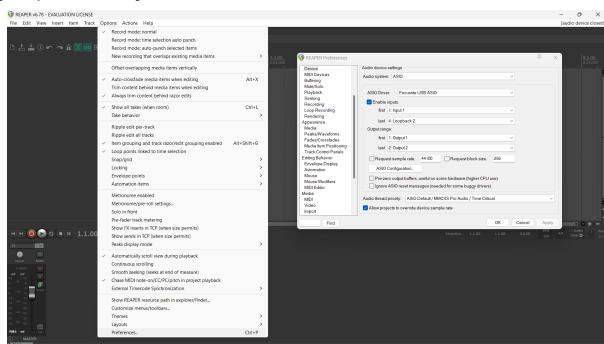 REAPER v6.78 - EVALUATION LICENSE
File Edit View Insert Item Track Options Actions Help
[audio device closed
Record mode: normal
Record mode: time selection auto punch
Record mode: auto-punch selected items
New recording that overlaps existing media items
Offset overlapping media items vertically
Auto-crossfade media items when editing Alt+X
Trim content behind media items when editing
Always trim content behind razor edits
Show all takes (when room) Ctrl+L
Take behavior
Ripple edit per-track
Ripple edit all tracks
Item grouping and track razor/edit grouping enabled Alt+Shift+G
Loop points linked to time selection
Snap/grid
Locking
Envelope points
Automation items
Metronome enabled
Metronome/pre-roll settings...
Solo in front
Pre-fader track metering
Show FX inserts in TCP (when size permits)
Show sends in TCP (when size permits)
Peaks display mode
Automatically scroll view during playback
Continuous scrolling
Smooth seeking (seeks at end of measure)
Chase MIDI note-on/CC/PC/pitch in project playback
External Timecode Synchronization
Show REAPER resource path in explorer/finder...
Customize menus/toolbars...
Themes
Layouts
Preferences... Ctrl+P
REAPER Preferences
Device
MIDI Devices
Buffering
Mute/Solo
Playback
Seeking
Recording
Loop Recording
Rendering
Appearance
Media
Peaks/Waveforms
Fades/Crossfades
Media Item Positioning
Track Control Panels
Editing Behavior
Envelope Display
Automation
Mouse
Mouse Modifiers
MIDI Editor
Media
MIDI
Video
Import
Find
Audio device settings
Audio system: ASIO
ASIO Driver: Focusrite USB ASIO
Enable inputs
first 1: Input 1
last 4: Loopback 2
Output range:
first 1: Output 1
last 2: Output 2
Request sample rate: 44100 Request block size: 256
ASIO Configuration...
Pre-zero output buffers, useful on some hardware (higher CPU use)
Ignore ASIO reset messages (needed for some buggy drivers)
Audio thread priority: ASIO Default / MMCSS Pro Audio / Time Critical
Allow projects to override device sample rate
OK Cancel Apply
1.1.00
MASTER